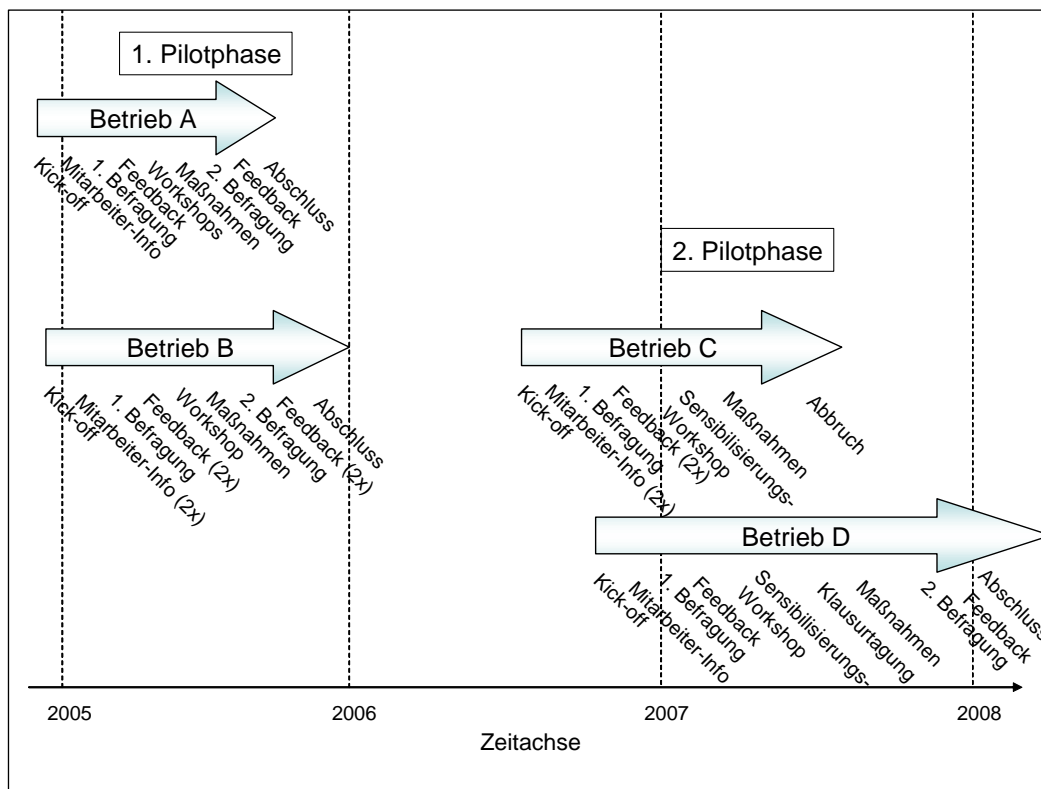 1. Pilotphase
Betrieb A
Kick-off
Mitarbeiter-Info
1. Befragung
Feedback
Workshops
Maßnahmen
2. Befragung
Feedback
Abschluss
2. Pilotphase
Betrieb B
Kick-off
Mitarbeiter-Info (2x)
1. Befragung
Feedback (2x)
Workshop
Maßnahmen
2. Befragung
Feedback (2x)
Abschluss
Betrieb C
Kick-off
Mitarbeiter-Info (2x)
1. Befragung
Feedback (2x)
Workshop
Sensibilisierungs-
Maßnahmen
Abbruch
Betrieb D
Kick-off
Mitarbeiter-Info
1. Befragung
Feedback
Workshop
Sensibilisierungs-
Klausurtagung
Maßnahmen
2. Befragung
Feedback
Abschluss
2005
2006
2007
2008
Zeitachse